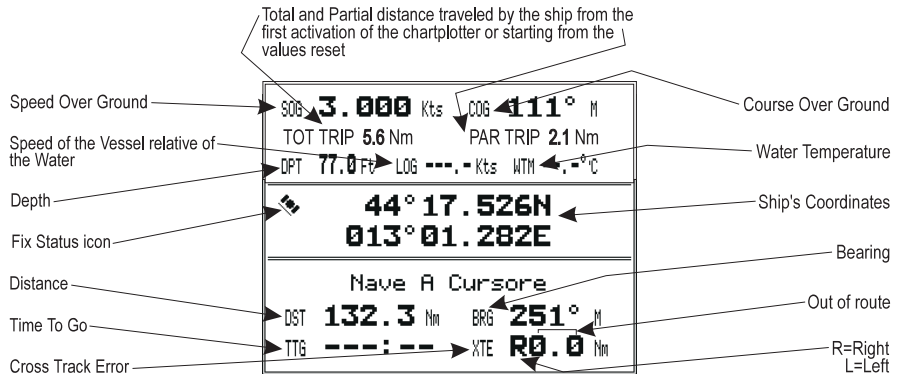 Total and Partial distance traveled by the ship from the
first activation of the chartplotter or starting from the
values reset
Speed Over Ground
SOG 3.000 Kts COG 111° M
Course Over Ground
TOT TRIP 5.6 Nm PAR TRIP 2.1 Nm
Speed of the Vessel relative of
the Water
DPT 77.0 Ft LOG ---.- Kts WTM --.-°C
Water Temperature
Depth
44°17.526N
013°01.282E
Ship's Coordinates
Fix Status icon
Nave A Cursore
Bearing
Distance
DST 132.3 Nm BRG 251° M
Out of route
Time To Go
TTG ---:-- XTE R0.0 Nm
Cross Track Error
R=Right
L=Left